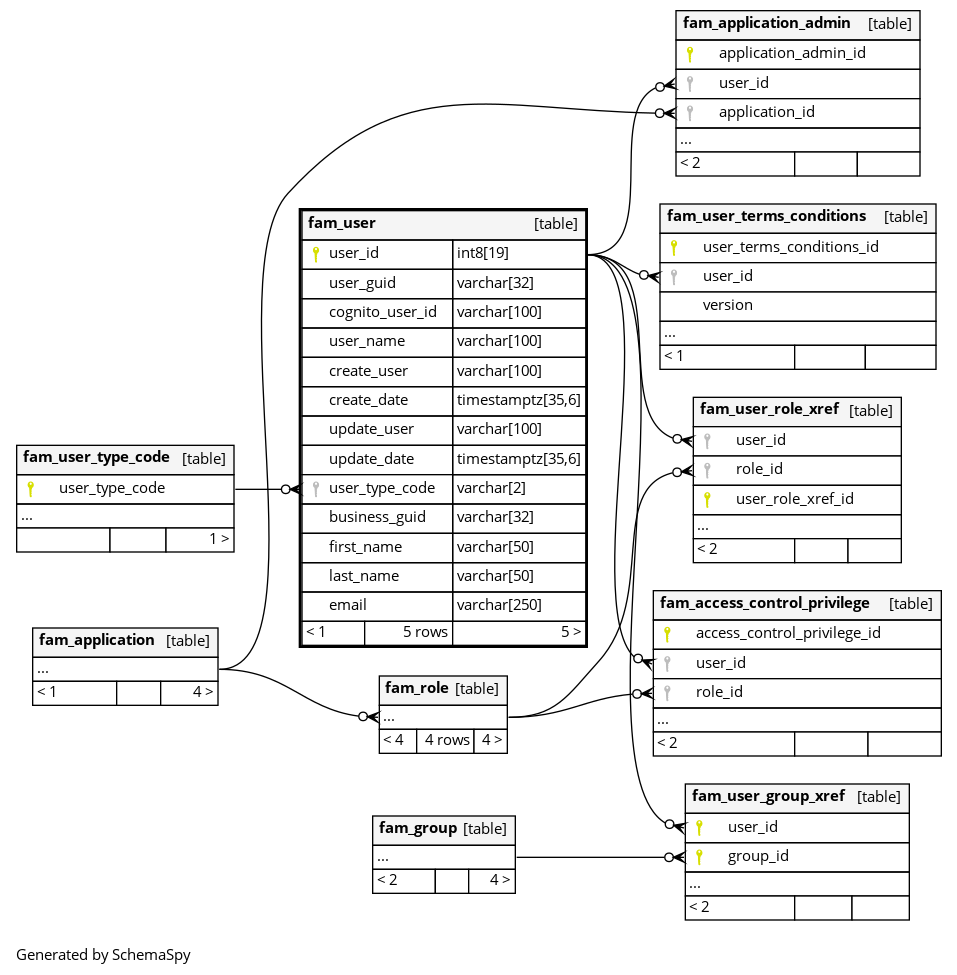 fam_application_admin [table]
application_admin_id
user_id
application_id
...
< 2
fam_user [table]
user_id int8[19]
user_guid varchar[32]
cognito_user_id varchar[100]
user_name varchar[100]
create_user varchar[100]
create_date timestamptz[35,6]
update_user varchar[100]
update_date timestamptz[35,6]
user_type_code varchar[2]
business_guid varchar[32]
first_name varchar[50]
last_name varchar[50]
email varchar[250]
< 1 5 rows 5 >
fam_user_terms_conditions [table]
user_terms_conditions_id
user_id
version
...
< 1
fam_user_role_xref [table]
user_id
role_id
user_role_xref_id
...
< 2
fam_user_type_code [table]
user_type_code
...
1 >
fam_application [table]
...
< 1 4 >
fam_role [table]
...
< 4 4 rows 4 >
fam_access_control_privilege [table]
access_control_privilege_id
user_id
role_id
...
< 2
fam_group [table]
...
< 2 4 >
fam_user_group_xref [table]
user_id
group_id
...
< 2
Generated by SchemaSpy